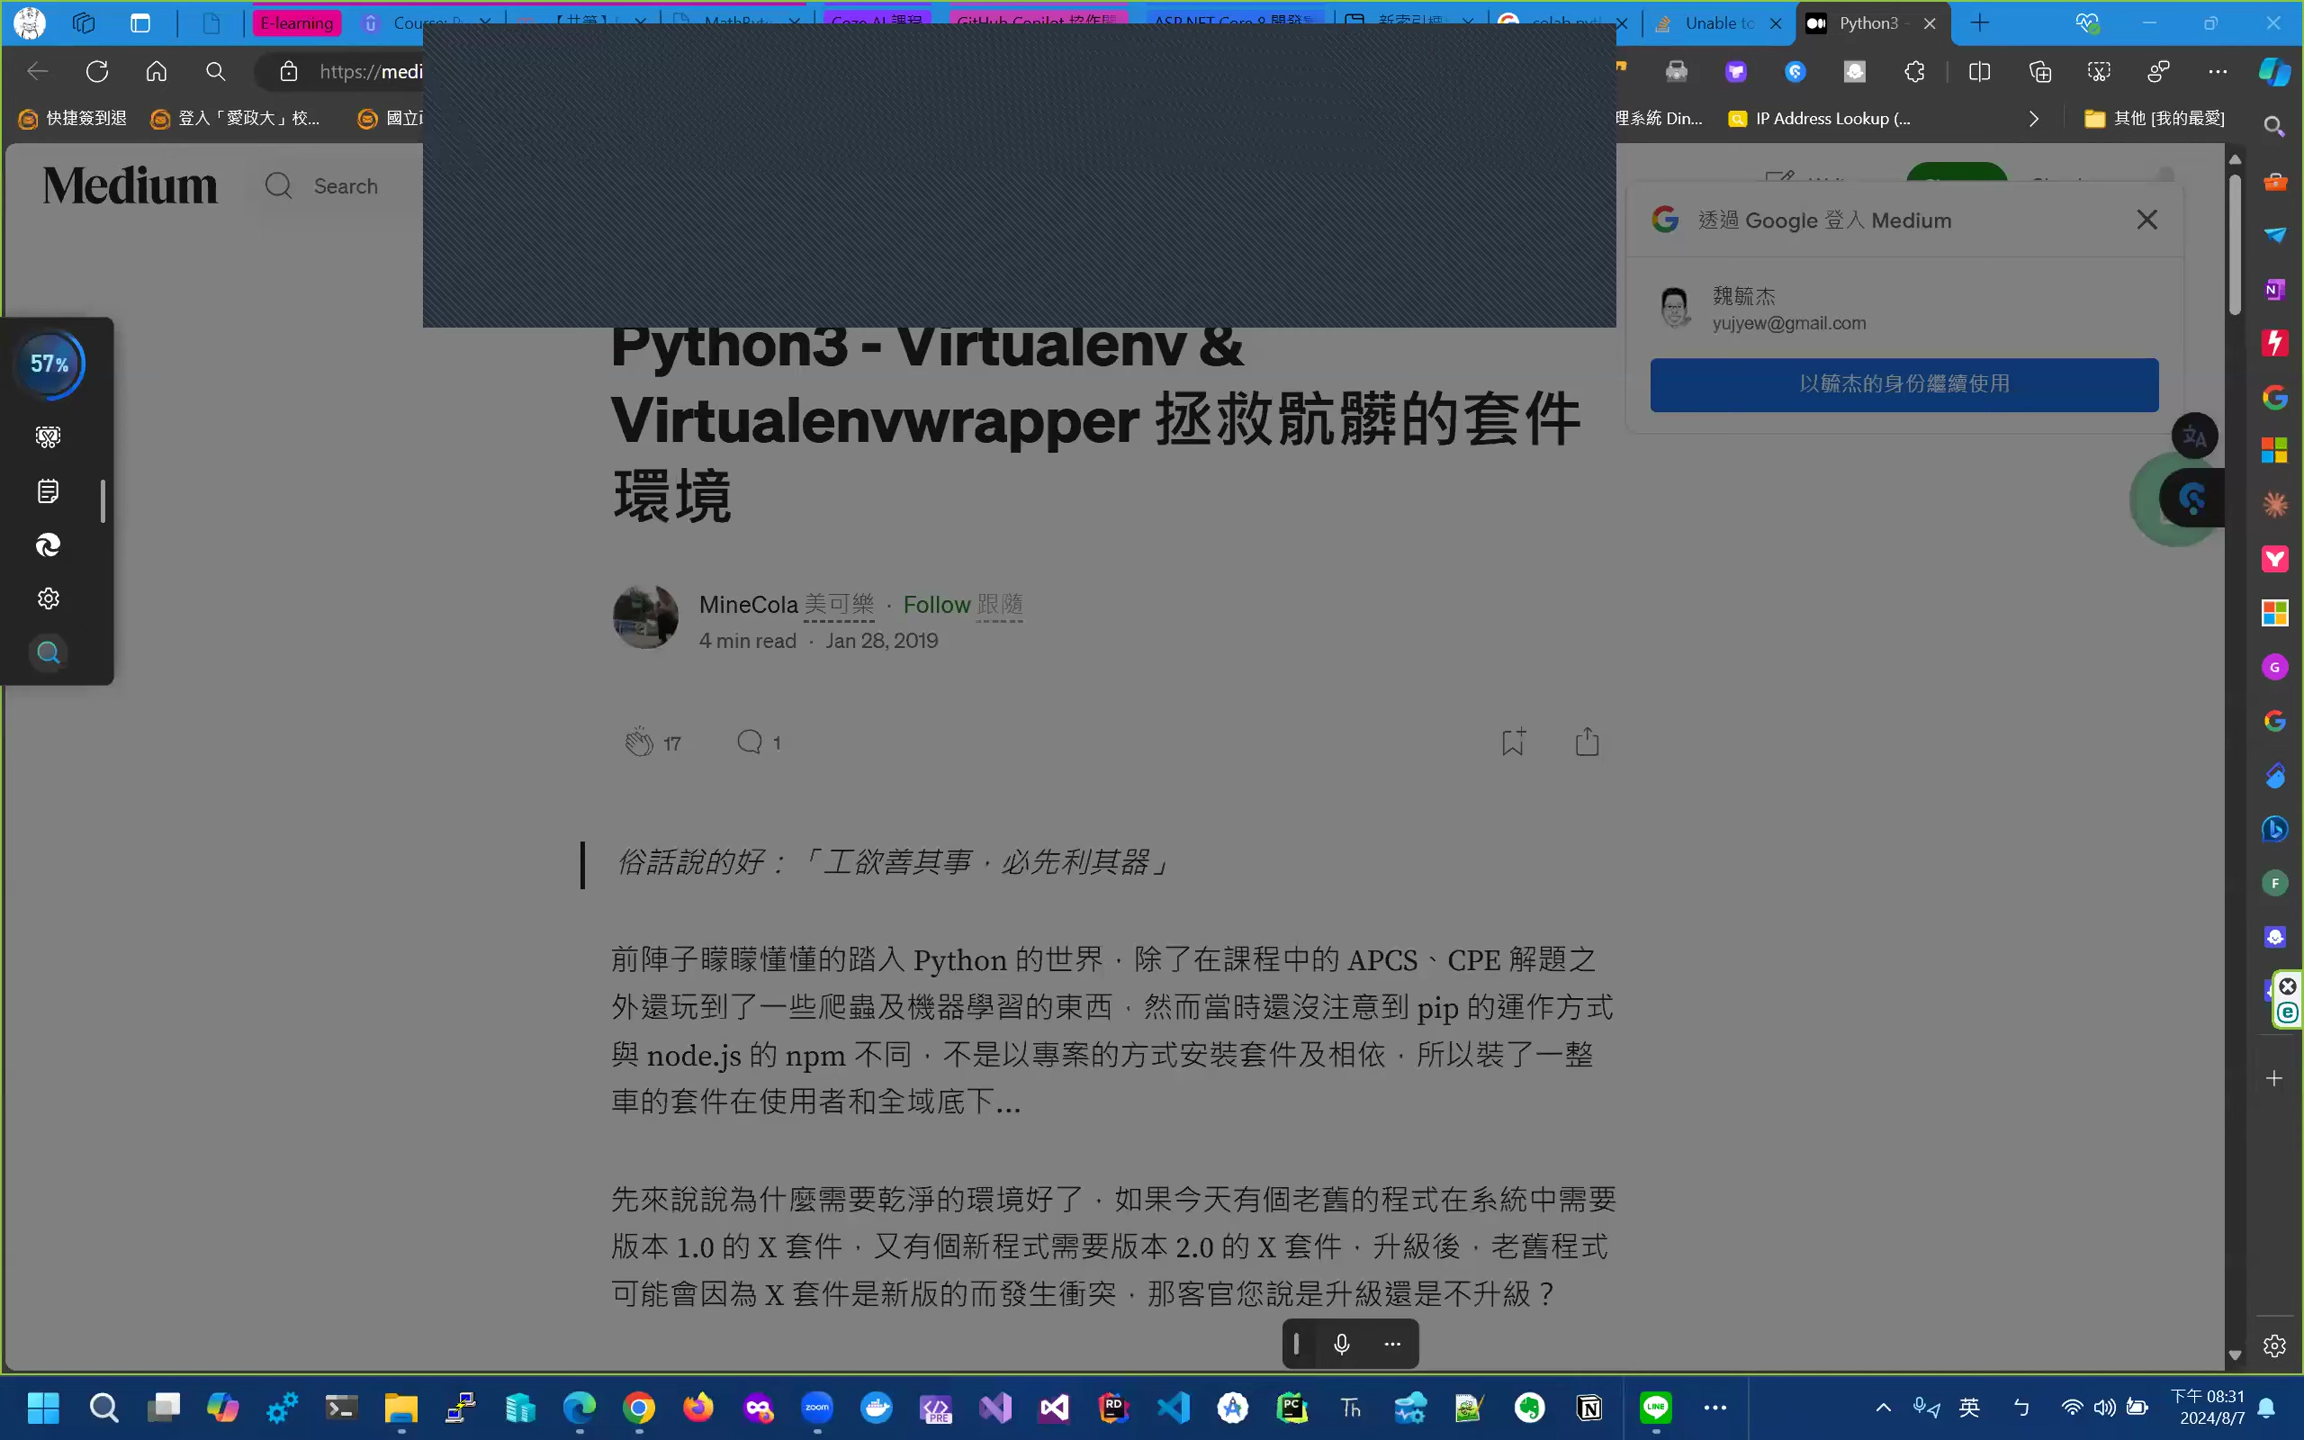 E-learning
Unable to
Python3 -
https://medi
快捷簽到退
登入「愛政大」校...
理系統 Din...
IP Address Lookup (...
其他 [我的最愛]
Medium
Search
透過 Google 登入 Medium
魏毓杰
yujyew@gmail.com
以毓杰的身份繼續使用
57%
Python3 - Virtualenv &
Virtualenvwrapper 拯救骯髒的套件
環境
MineCola 美可樂 · Follow 跟隨
4 min read · Jan 28, 2019
17
1
俗話說的好：「工欲善其事，必先利其器」
前陣子矇矇懂懂的踏入 Python 的世界，除了在課程中的 APCS、CPE 解題之
外還玩到了一些爬蟲及機器學習的東西，然而當時還沒注意到 pip 的運作方式
與 node.js 的 npm 不同，不是以專案的方式安裝套件及相依，所以裝了一整
車的套件在使用者和全域底下...
先來說說為什麼需要乾淨的環境好了，如果今天有個老舊的程式在系統中需要
版本 1.0 的 X 套件，又有個新程式需要版本 2.0 的 X 套件，升級後，老舊程式
可能會因為 X 套件是新版的而發生衝突，那客官您說是升級還是不升級？
英
ㄅ
下午 08:31
2024/8/7